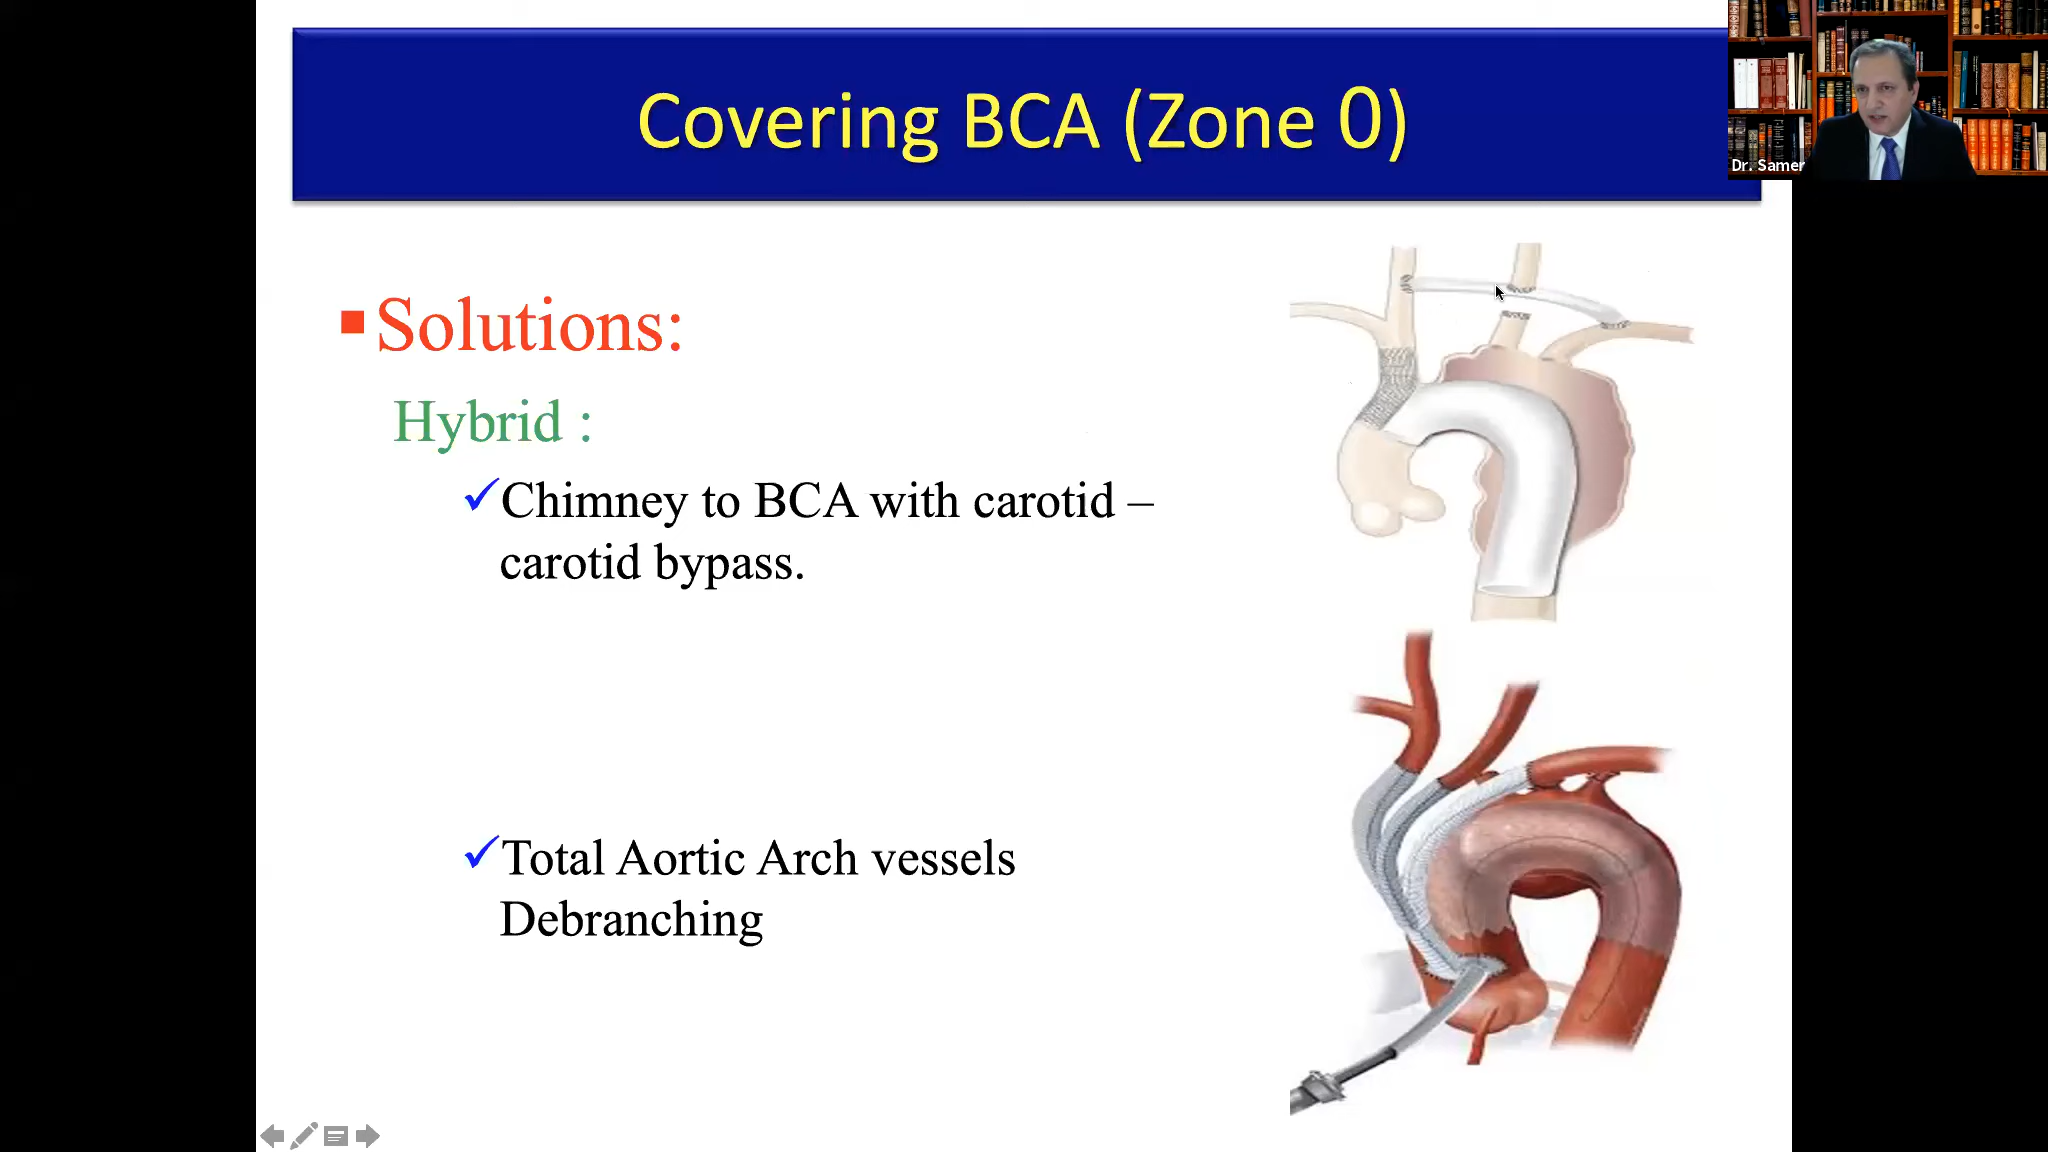 Covering BCA (Zone 0)
Dr. Samer
▪Solutions:
Hybrid :
✓Chimney to BCA with carotid –
carotid bypass.
✓Total Aortic Arch vessels
Debranching